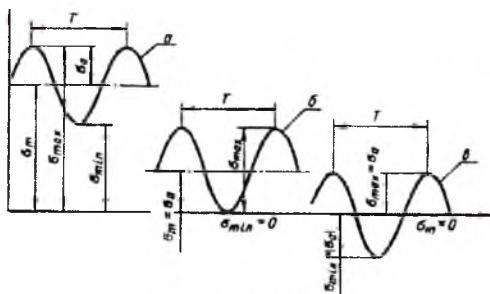 T
а
σa
σm
σmax
σmin
T
б
σmax
σm = σa
σmin = 0
T
в
σmax = σa
σm = 0
σmin = |σa|